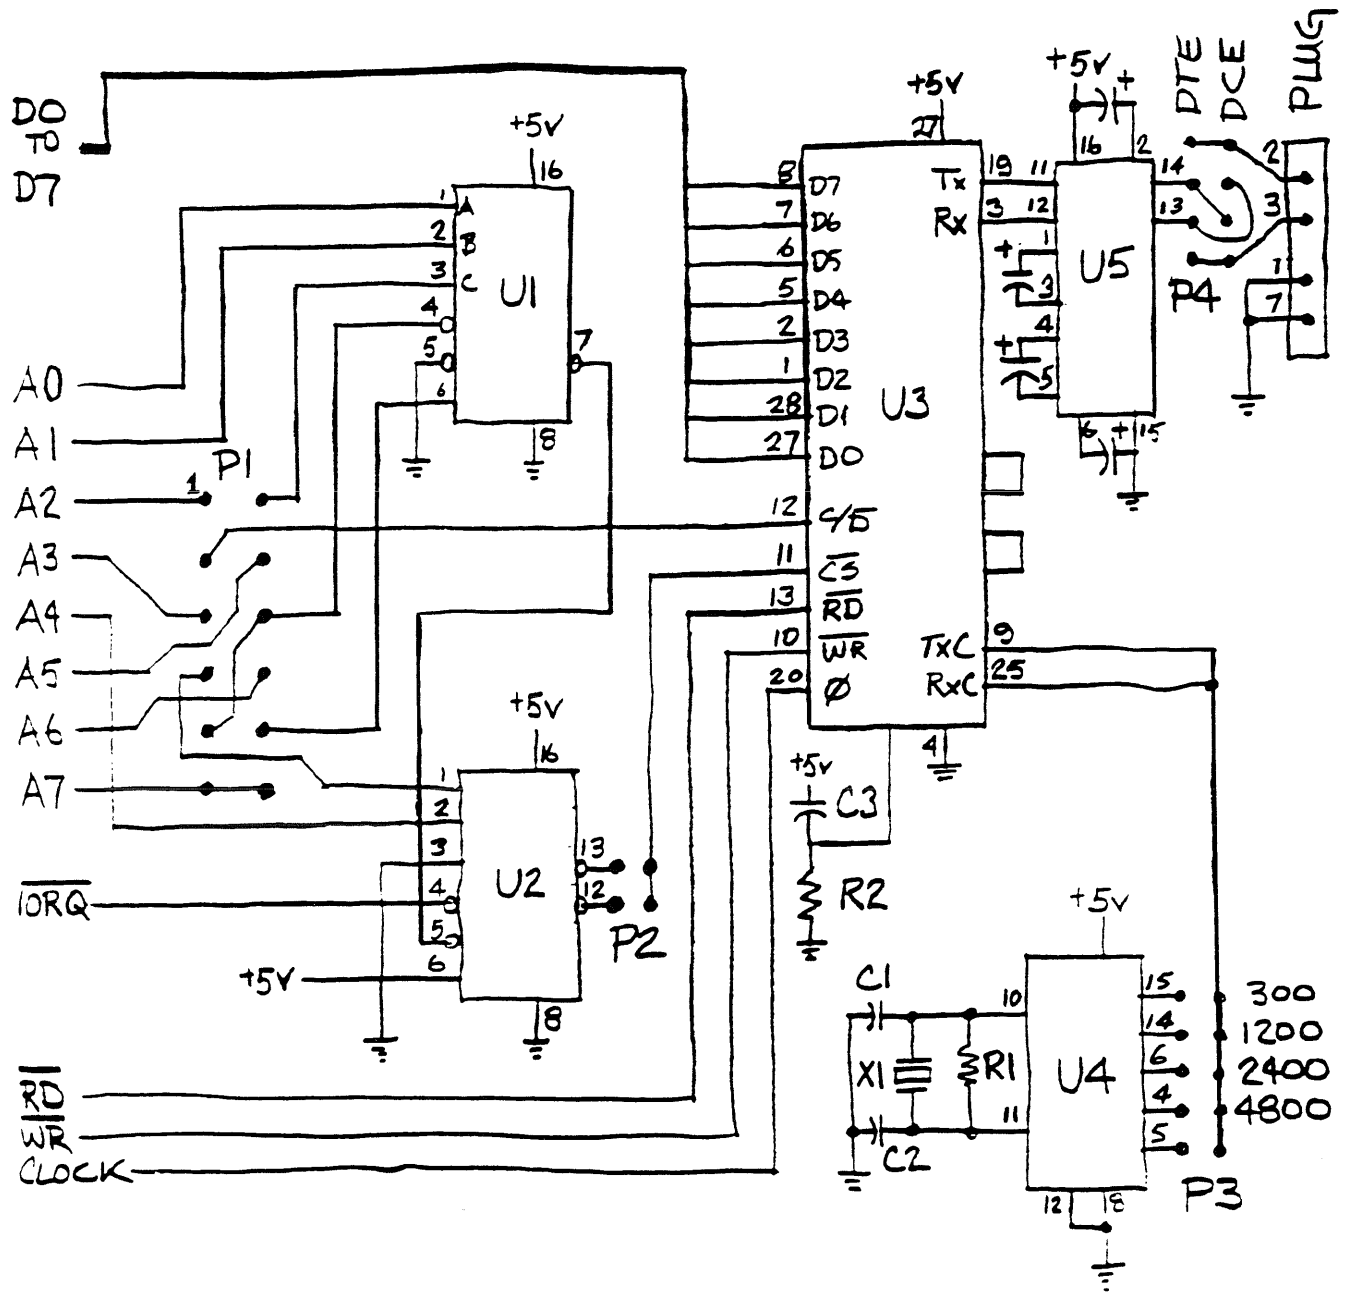 D0
TO
D7
A0
A1
A2
A3
A4
A5
A6
A7
IORQ
RD
WR
CLOCK
P1
1
+5v
16
1 A
2 B
3 C
4
5
6
U1
7
8
+5v
16
1
2
3
4
5
6
+5v
U2
13
12
P2
8
+5v
27
8 D7
7 D6
6 D5
5 D4
2 D3
1 D2
28 D1
27 D0
12 C/D
11 CS
13 RD
10 WR
20 Ø
U3
Tx 19
Rx 3
TxC 9
RxC 25
4
+5v
C3
R2
+5v
+
16
2
11
12
1
+
3
4
+
5
U5
14
13
6
+
15
DTE
DCE
PLUG
P4
2
3
1
7
C1
X1
R1
C2
+5v
10
11
U4
15
14
6
4
5
12
8
300
1200
2400
4800
P3